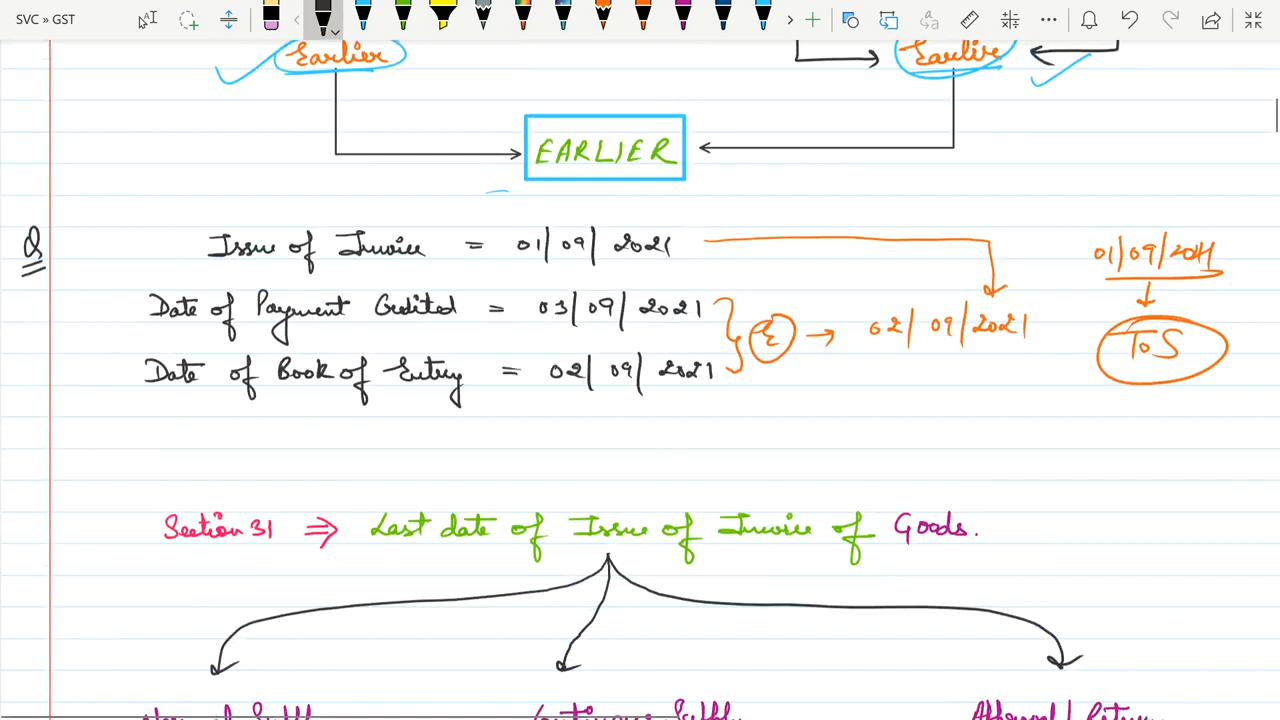 SVC » GST
Earlier Earlier
EARLIER
Q Issue of Invoice = 01/09/2021
01/09/2021
Date of Payment Credited = 03/09/2021
E → 02/09/2021
ToS
Date of Book of Entry = 02/09/2021
Section 31 ⇒ Last date of Issue of Invoice of Goods.